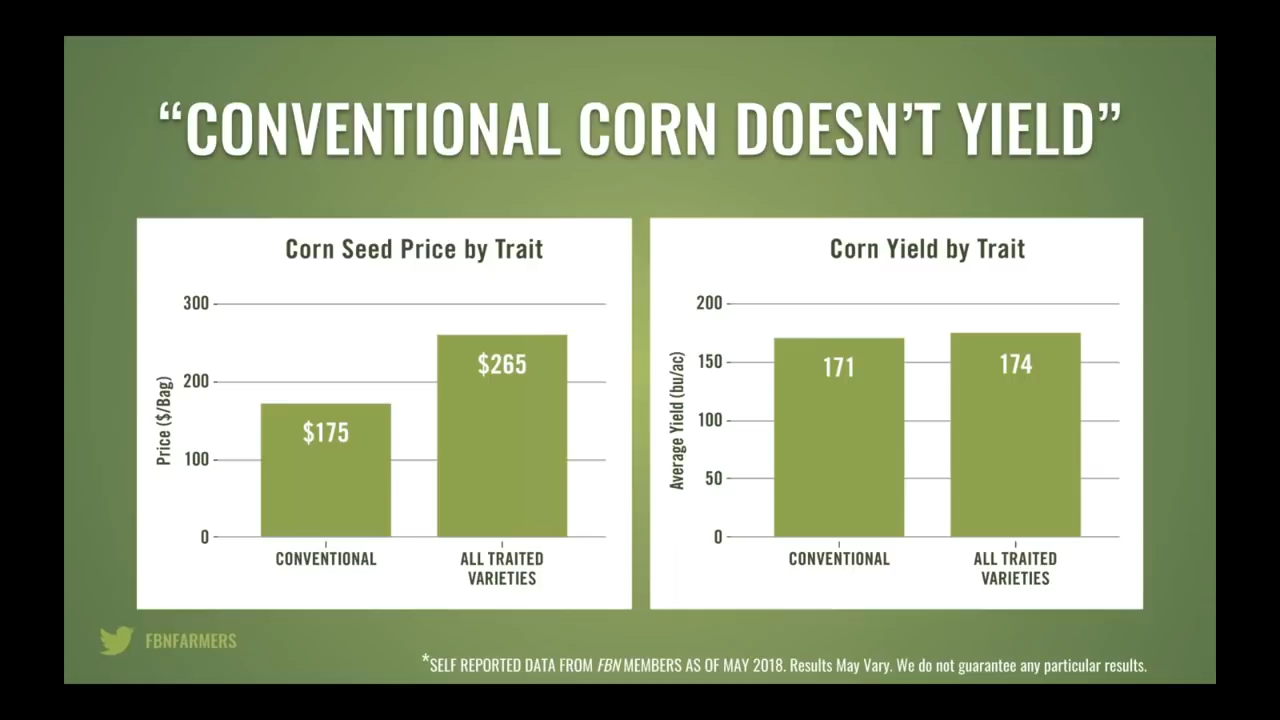 “CONVENTIONAL CORN DOESN’T YIELD”
Corn Seed Price by Trait
300
200
100
0
Price ($/Bag)
$175
$265
CONVENTIONAL
ALL TRAITED
VARIETIES
Corn Yield by Trait
200
150
100
50
0
Average Yield (bu/ac)
171
174
CONVENTIONAL
ALL TRAITED
VARIETIES
FBNFARMERS
*SELF REPORTED DATA FROM FBN MEMBERS AS OF MAY 2018. Results May Vary. We do not guarantee any particular results.